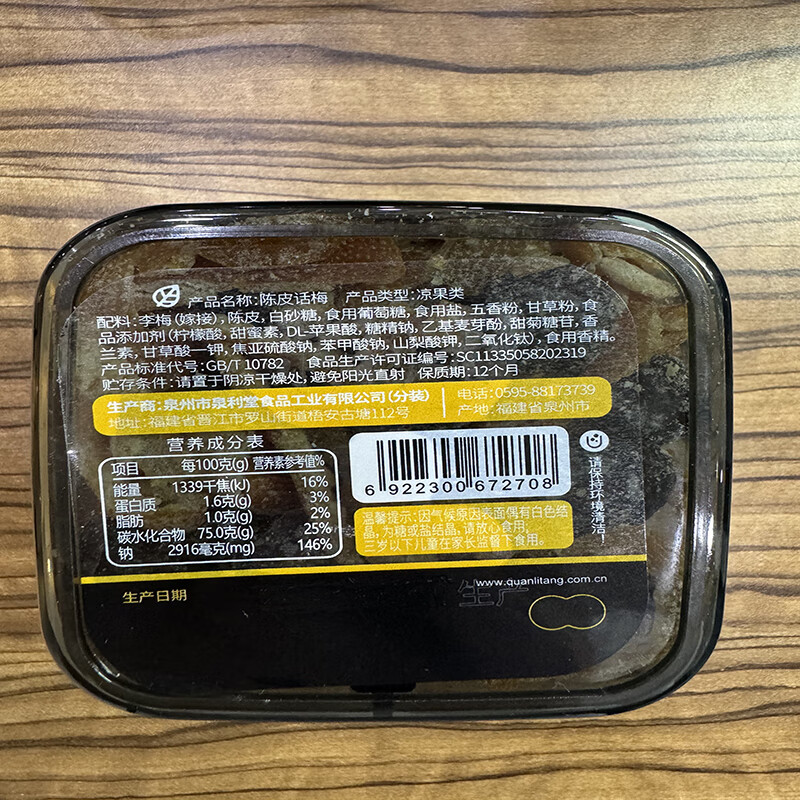 产品名称:陈皮话梅 产品类型:凉果类
配料:李梅(嫁接),陈皮,白砂糖,食用葡萄糖,食用盐,五香粉,甘草粉,食
品添加剂(柠檬酸,甜蜜素,DL-苹果酸,糖精钠,乙基麦芽酚,甜菊糖苷,香
兰素,甘草酸一钾,焦亚硫酸钠,苯甲酸钠,山梨酸钾,二氧化钛),食用香精。
产品标准代号:GB/T 10782 食品生产许可证编号:SC11335058202319
贮存条件:请置于阴凉干燥处,避免阳光直射 保质期:12个月
生产商:泉州市泉利堂食品工业有限公司(分装)
地址:福建省晋江市罗山街道梧安古塘112号
电话:0595-88173739
产地:福建省泉州市
营养成分表
项目 每100克(g) 营养素参考值%
能量 1339千焦(kJ) 16%
蛋白质 1.6克(g) 3%
脂肪 1.0克(g) 2%
碳水化合物 75.0克(g) 25%
钠 2916毫克(mg) 146%
6 922300 672708
请保持环境清洁!
温馨提示:因气候原因表面偶有白色结
晶,为糖或盐结晶,请放心食用;
三岁以下儿童在家长监督下食用。
www.quanlitang.com.cn
生产日期
生产